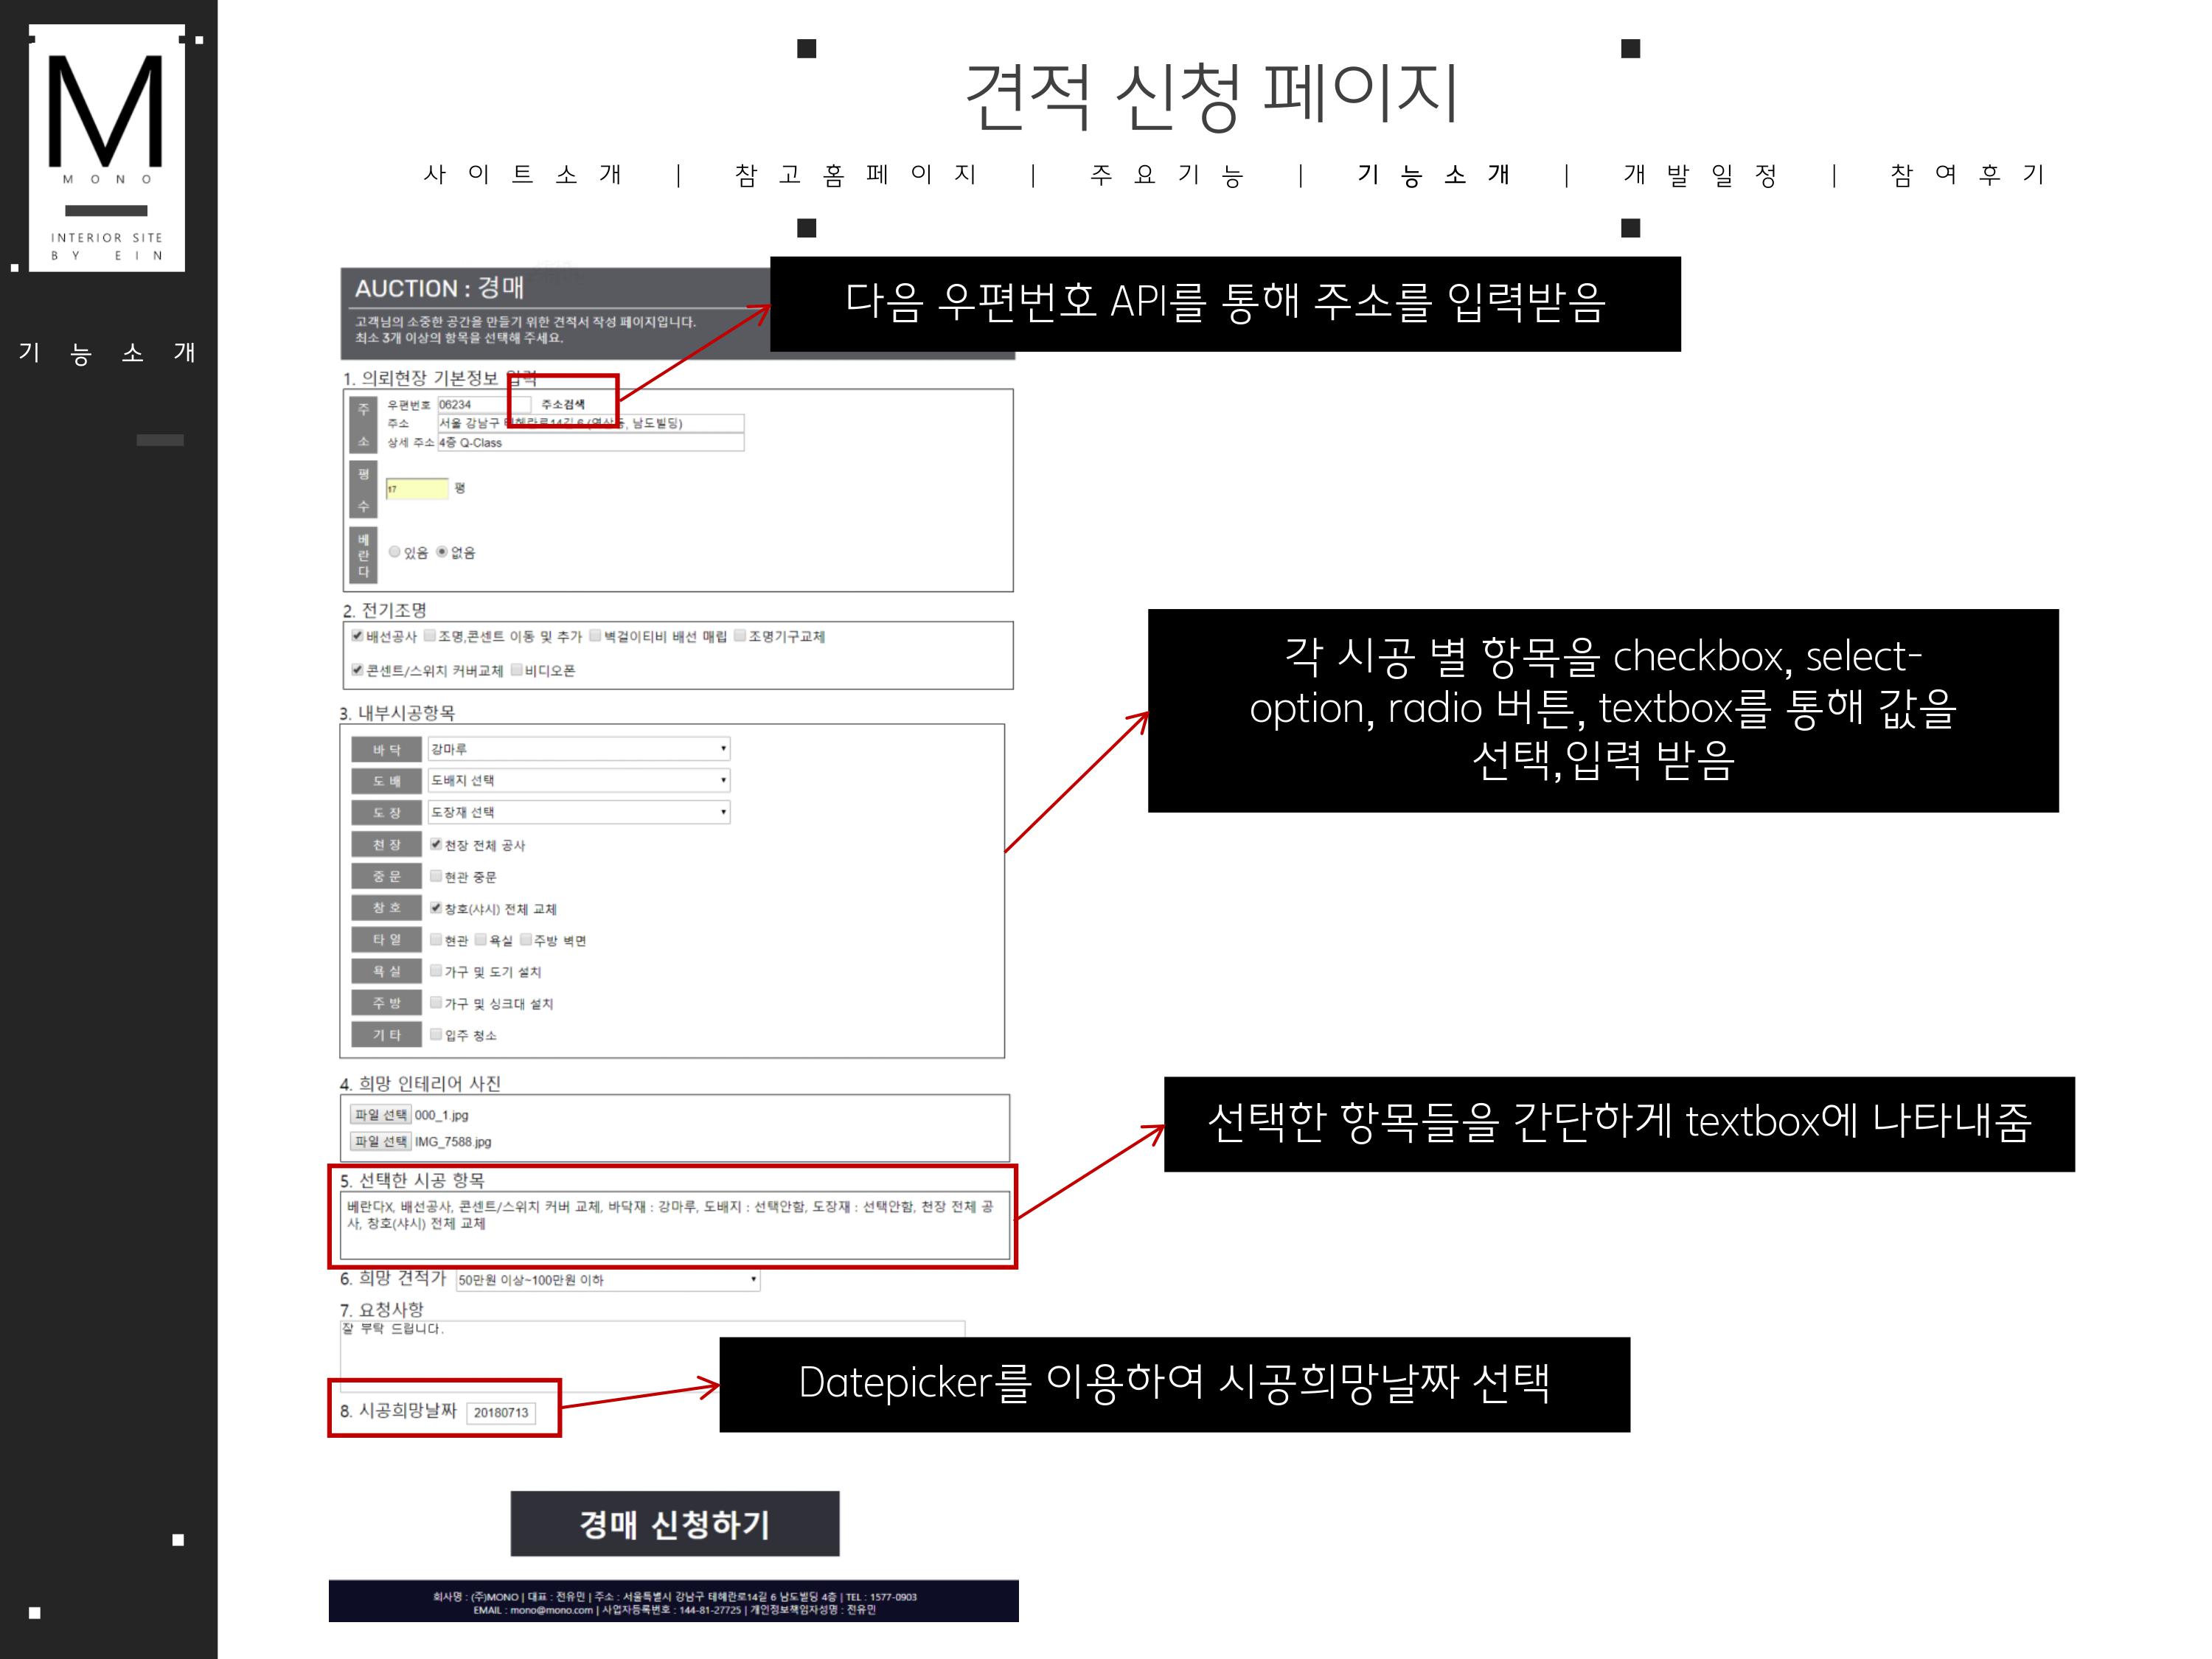 M
MONO
INTERIOR SITE
BY EIN
기능소개
견적 신청 페이지
사이트소개 | 참고홈페이지 | 주요기능 | 기능소개 | 개발일정 | 참여후기
AUCTION : 경매
고객님의 소중한 공간을 만들기 위한 견적서 작성 페이지입니다.
최소 3개 이상의 항목을 선택해 주세요.
다음 우편번호 API를 통해 주소를 입력받음
1. 의뢰현장 기본정보 입력
주소
우편번호 06234 주소검색
주소 서울 강남구 테헤란로14길 6 (역삼동, 남도빌딩)
상세 주소 4층 Q-Class
평수
17 평
베란다
있음 없음
2. 전기조명
배선공사 조명,콘센트 이동 및 추가 벽걸이티비 배선 매립 조명기구교체
콘센트/스위치 커버교체 비디오폰
각 시공 별 항목을 checkbox, select-
option, radio 버튼, textbox를 통해 값을
선택,입력 받음
3. 내부시공항목
바 닥 강마루
도 배 도배지 선택
도 장 도장재 선택
천 장 천장 전체 공사
중 문 현관 중문
창 호 창호(샤시) 전체 교체
타 일 현관 욕실 주방 벽면
욕 실 가구 및 도기 설치
주 방 가구 및 싱크대 설치
기 타 입주 청소
4. 희망 인테리어 사진
파일 선택 000_1.jpg
파일 선택 IMG_7588.jpg
선택한 항목들을 간단하게 textbox에 나타내줌
5. 선택한 시공 항목
베란다X, 배선공사, 콘센트/스위치 커버 교체, 바닥재 : 강마루, 도배지 : 선택안함, 도장재 : 선택안함, 천장 전체 공
사, 창호(샤시) 전체 교체
6. 희망 견적가 50만원 이상~100만원 이하
7. 요청사항
잘 부탁 드립니다.
Datepicker를 이용하여 시공희망날짜 선택
8. 시공희망날짜 20180713
경매 신청하기
회사명 : (주)MONO | 대표 : 전유민 | 주소 : 서울특별시 강남구 테헤란로14길 6 남도빌딩 4층 | TEL : 1577-0903
EMAIL : mono@mono.com | 사업자등록번호 : 144-81-27725 | 개인정보책임자성명 : 전유민